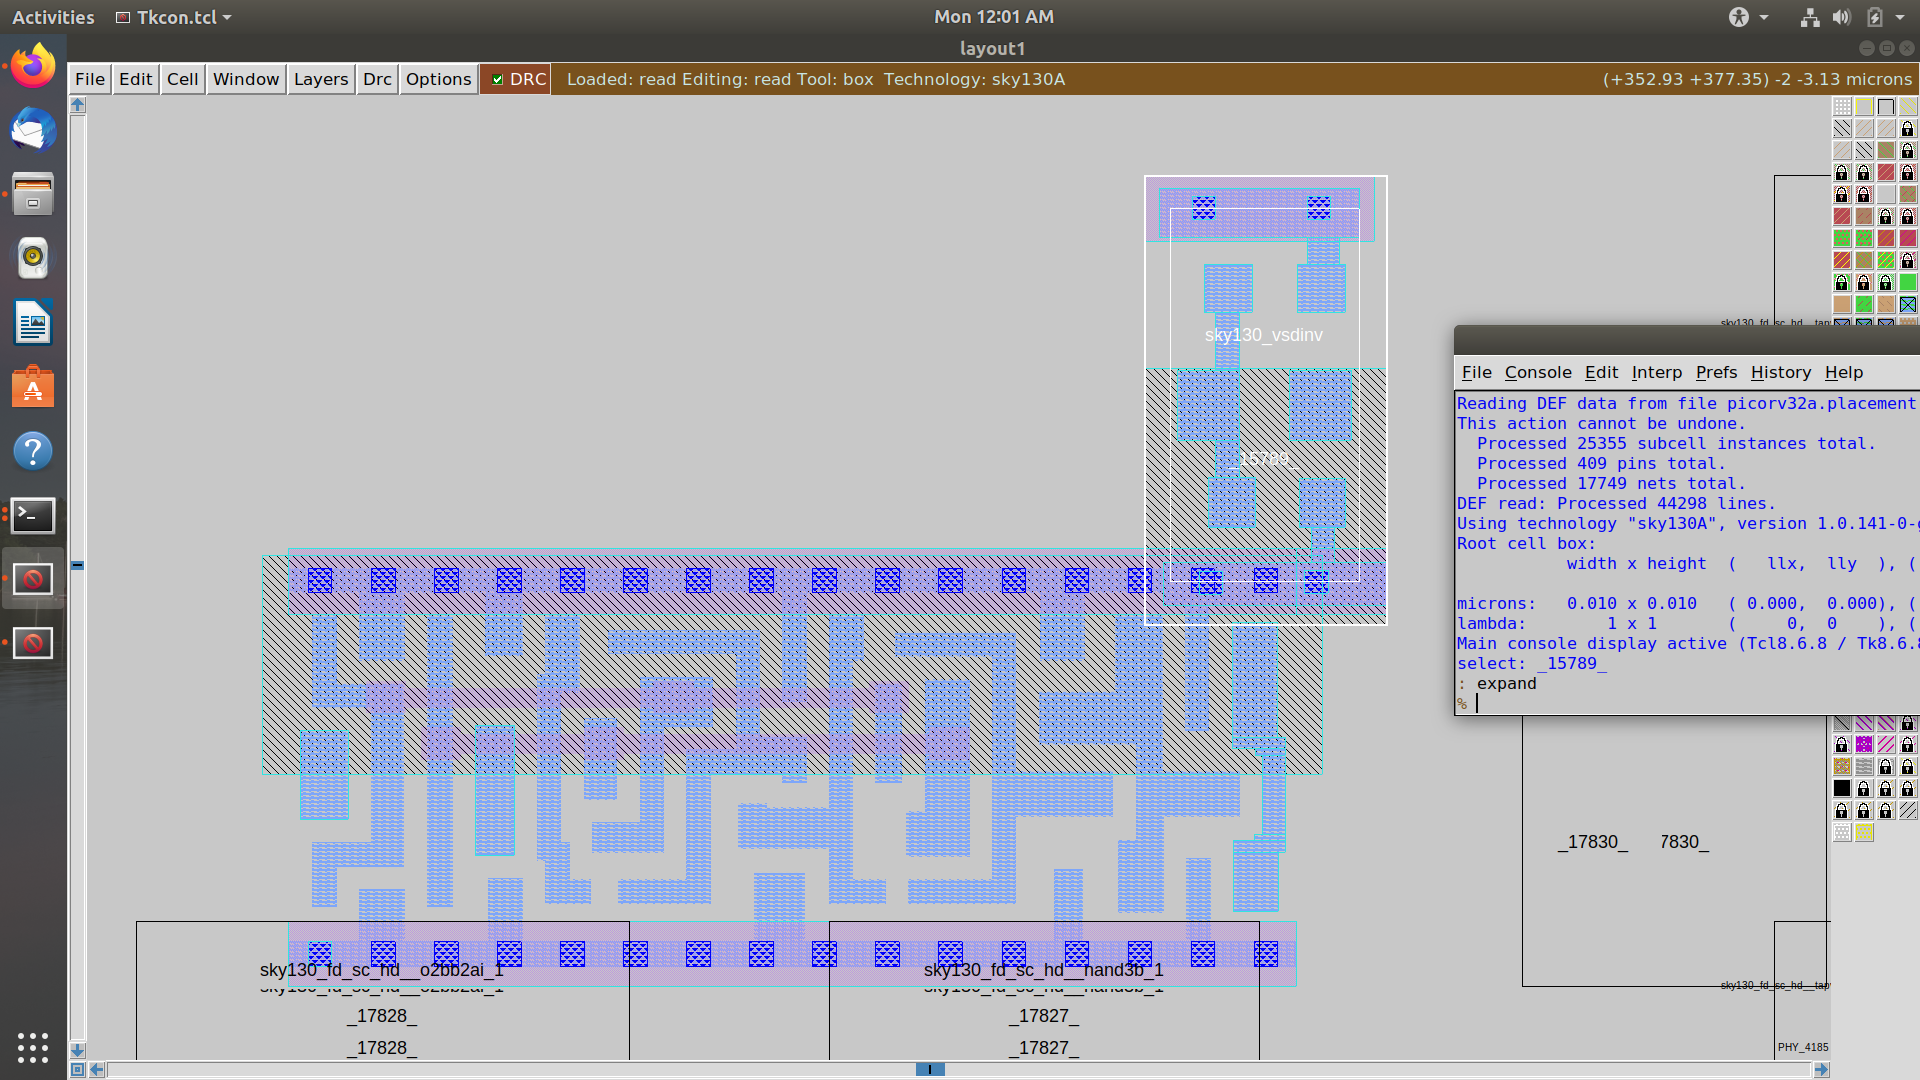 Activities
Tkcon.tcl
Mon 12:01 AM
layout1
File Edit Cell Window Layers Drc Options DRC Loaded: read Editing: read Tool: box Technology: sky130A (+352.93 +377.35) -2 -3.13 microns
sky130_vsdinv
_15789_
File Console Edit Interp Prefs History Help
Reading DEF data from file picorv32a.placement
This action cannot be undone.
Processed 25355 subcell instances total.
Processed 409 pins total.
Processed 17749 nets total.
DEF read: Processed 44298 lines.
Using technology "sky130A", version 1.0.141-0-g
Root cell box:
width x height ( llx, lly ), (
microns: 0.010 x 0.010 ( 0.000, 0.000), (
lambda: 1 x 1 ( 0, 0 ), (
Main console display active (Tcl8.6.8 / Tk8.6.8
select: _15789_
: expand
%
_17830_ 7830_
sky130_fd_sc_hd__o2bb2ai_1
sky130_fd_sc_hd__o2bb2ai_1
_17828_
_17828_
sky130_fd_sc_hd__nand3b_1
sky130_fd_sc_hd__nand3b_1
_17827_
_17827_
sky130_fd_sc_hd__tap
PHY_4185